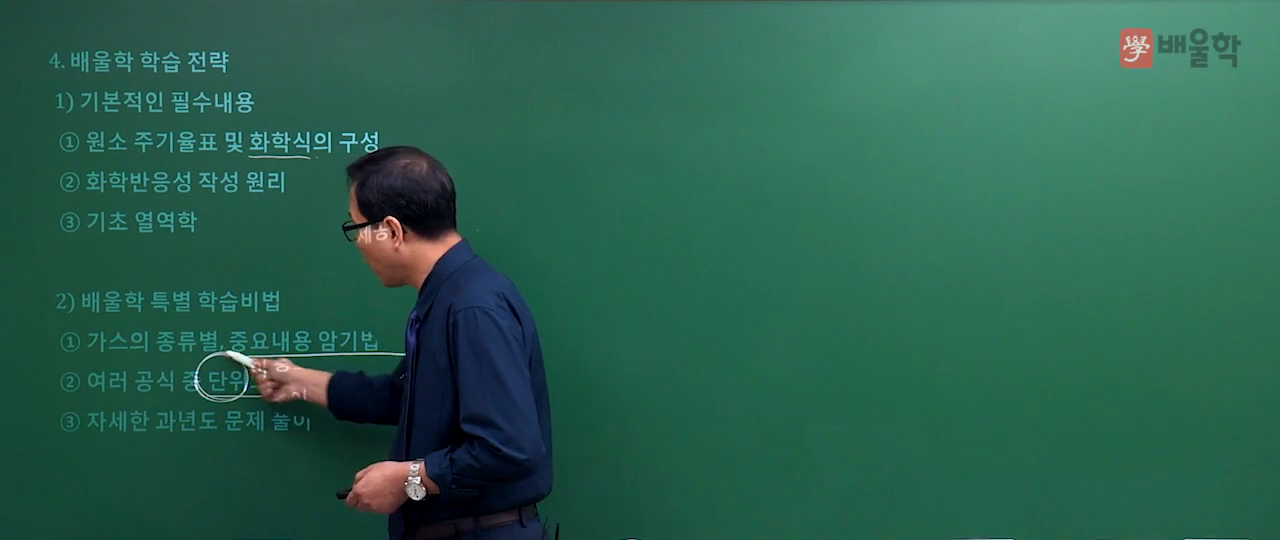 學 배울학
4. 배울학 학습 전략
1) 기본적인 필수내용
① 원소 주기율표 및 화학식의 구성
② 화학반응성 작성 원리
③ 기초 열역학
2) 배울학 특별 학습비법
① 가스의 종류별, 중요내용 암기법
② 여러 공식 중 단위
③ 자세한 과년도 문제 풀이